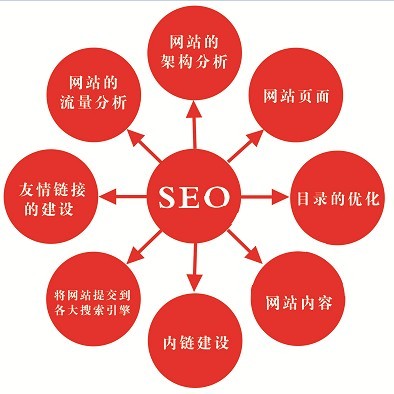 网站的
架构分析
网站的
流量分析
网站页面
友情链接
的建设
SEO
目录的优化
将网站提交到
各大搜索引擎
网站内容
内链建设